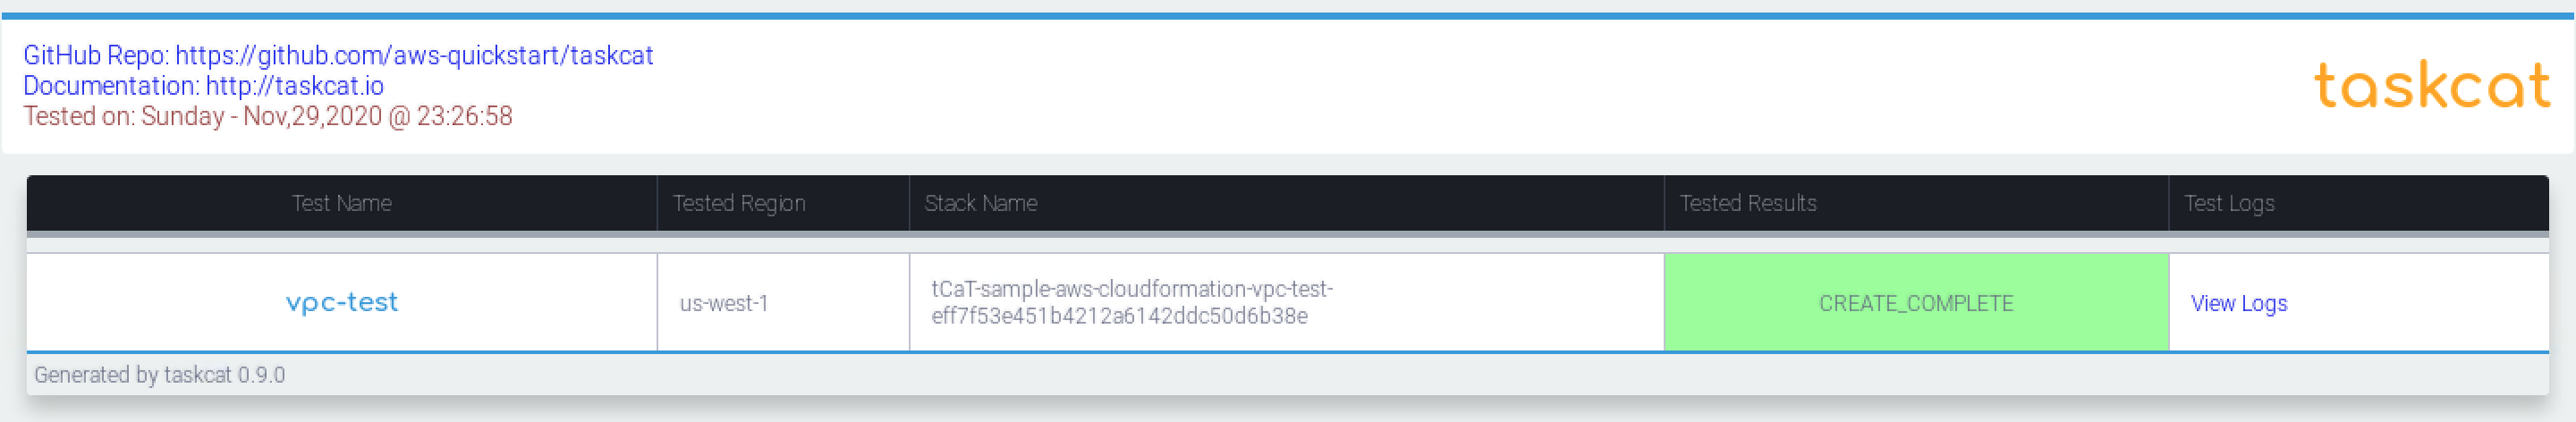 GitHub Repo: https://github.com/aws-quickstart/taskcat
Documentation: http://taskcat.io
Tested on: Sunday - Nov,29,2020 @ 23:26:58
taskcat
Test Name Tested Region Stack Name Tested Results Test Logs
vpc-test us-west-1 tCaT-sample-aws-cloudformation-vpc-test- CREATE_COMPLETE View Logs
eff7f53e451b4212a6142ddc50d6b38e
Generated by taskcat 0.9.0